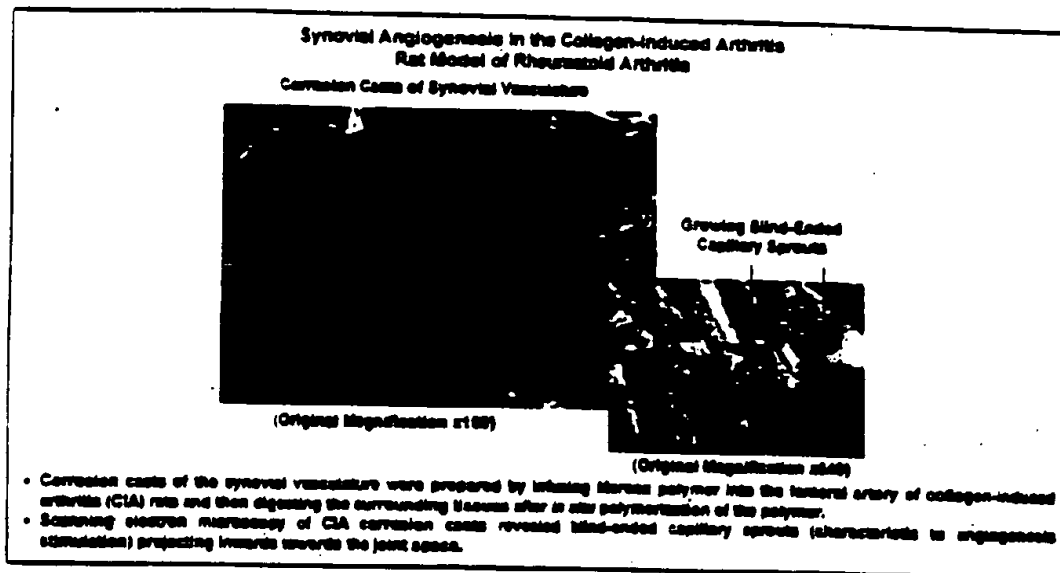 Synovial Angiogenesis in the Collagen-Induced Arthritis
Rat Model of Rheumatoid Arthritis
Corrosion Casts of Synovial Vasculature
Growing Blind-Ended
Capillary Sprouts
(Original Magnification
(Original Magnification
• Corrosion casts of the synovial vasculature were prepared by infusing polymer into the femoral artery of collagen-induced
arthritis (CIA) rats and then digesting the surrounding tissues after in situ polymerization of the polymer.
• Scanning electron microscopy of CIA corrosion casts revealed blind-ended capillary sprouts (characteristic to angiogenesis
stimulation) projecting inwards towards the joint space.